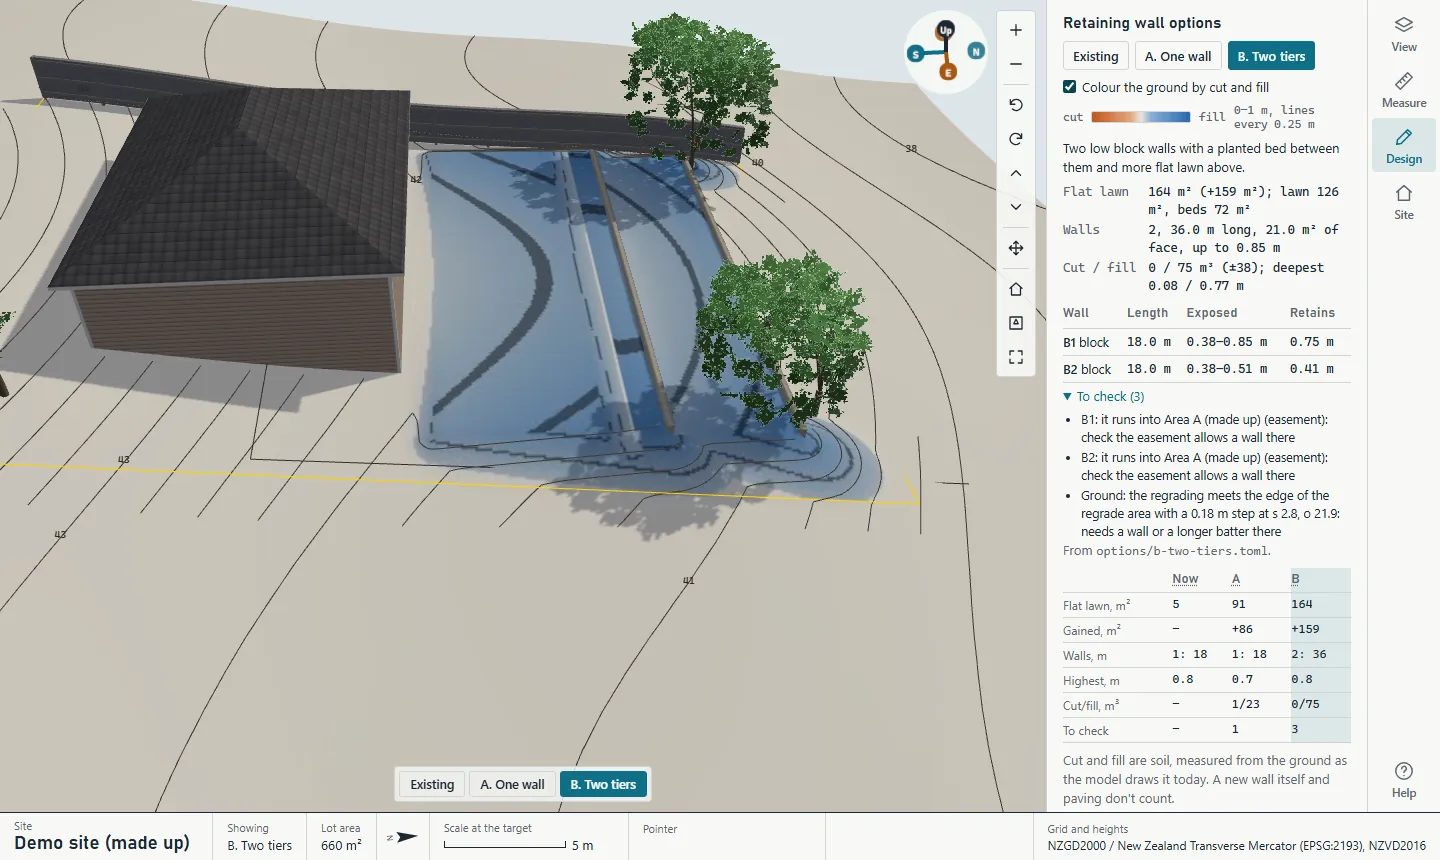 Up
S
N
E
42
40
38
43
43
41
Existing
A. One wall
B. Two tiers
Retaining wall options
Existing
A. One wall
B. Two tiers
Colour the ground by cut and fill
cut
fill
0–1 m, lines
every 0.25 m
Two low block walls with a planted bed between
them and more flat lawn above.
Flat lawn 164 m² (+159 m²); lawn 126
m², beds 72 m²
Walls 2, 36.0 m long, 21.0 m² of
face, up to 0.85 m
Cut / fill 0 / 75 m³ (±38); deepest
0.08 / 0.77 m
Wall Length Exposed Retains
B1 block 18.0 m 0.38–0.85 m 0.75 m
B2 block 18.0 m 0.38–0.51 m 0.41 m
▼ To check (3)
• B1: it runs into Area A (made up) (easement):
check the easement allows a wall there
• B2: it runs into Area A (made up) (easement):
check the easement allows a wall there
• Ground: the regrading meets the edge of the
regrade area with a 0.18 m step at s 2.8, o 21.9:
needs a wall or a longer batter there
From options/b-two-tiers.toml.
Now A B
Flat lawn, m² 5 91 164
Gained, m² – +86 +159
Walls, m 1: 18 1: 18 2: 36
Highest, m 0.8 0.7 0.8
Cut/fill, m³ – 1/23 0/75
To check – 1 3
Cut and fill are soil, measured from the ground as
the model draws it today. A new wall itself and
paving don't count.
View
Measure
Design
Site
Help
Site
Demo site (made up)
Showing
B. Two tiers
Lot area
660 m²
N
Scale at the target
5 m
Pointer
Grid and heights
NZGD2000 / New Zealand Transverse Mercator (EPSG:2193), NZVD2016